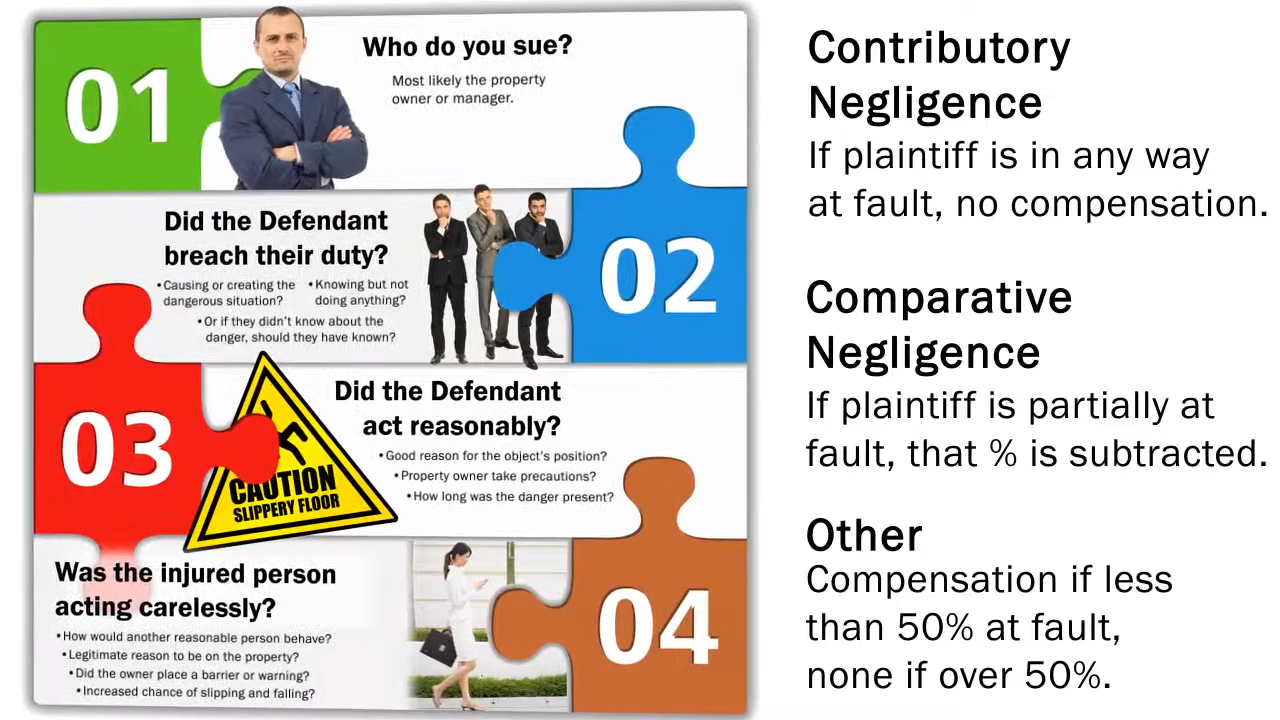 01
Who do you sue?
Most likely the property
owner or manager.
Did the Defendant
breach their duty?
•Causing or creating the
dangerous situation?
•Knowing but not
doing anything?
•Or if they didn't know about the
danger, should they have known?
02
03
CAUTION
SLIPPERY FLOOR
Did the Defendant
act reasonably?
•Good reason for the object's position?
•Property owner take precautions?
•How long was the danger present?
Was the injured person
acting carelessly?
•How would another reasonable person behave?
•Legitimate reason to be on the property?
•Did the owner place a barrier or warning?
•Increased chance of slipping and falling?
04
Contributory
Negligence
If plaintiff is in any way
at fault, no compensation.
Comparative
Negligence
If plaintiff is partially at
fault, that % is subtracted.
Other
Compensation if less
than 50% at fault,
none if over 50%.